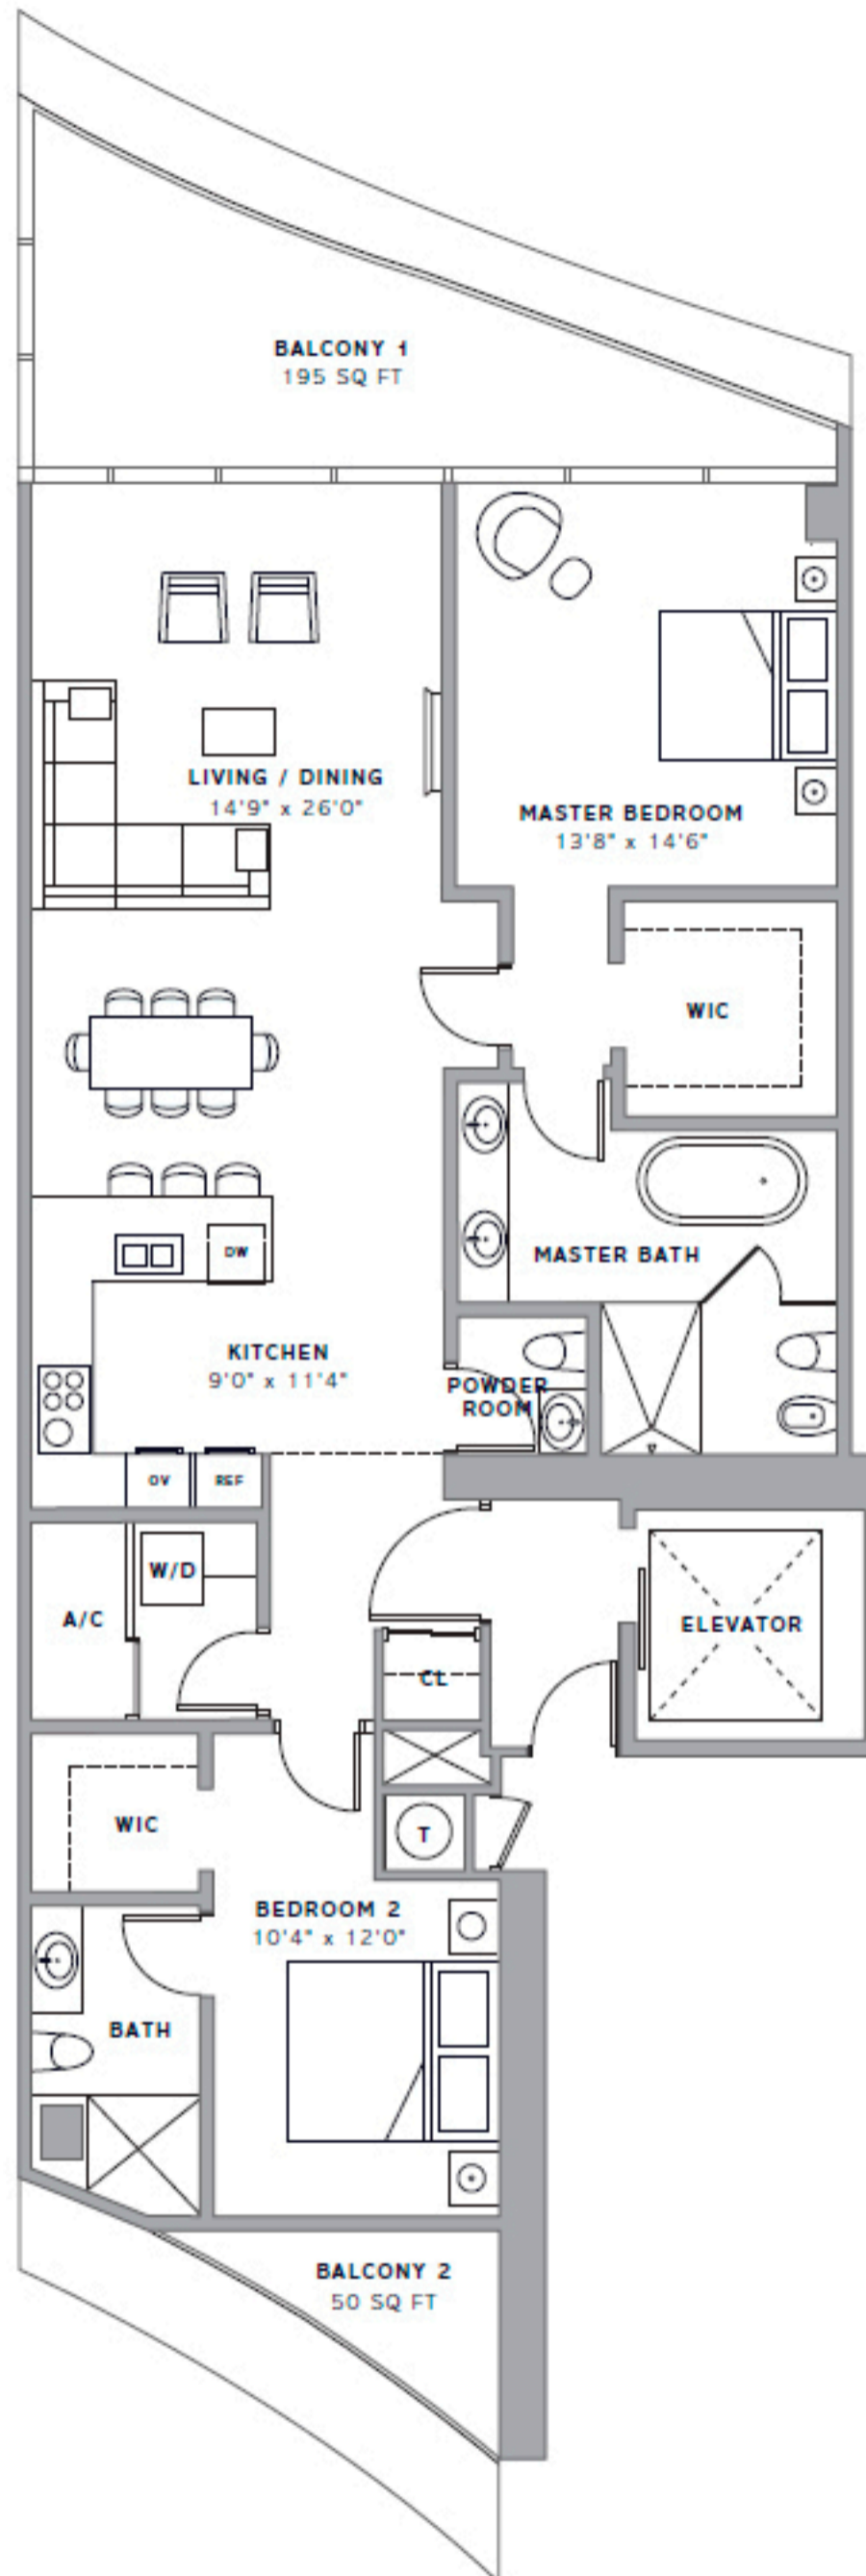 BALCONY 1
195 SQ FT
LIVING / DINING
14'9" x 26'0"
MASTER BEDROOM
13'8" x 14'6"
WIC
MASTER BATH
DW
KITCHEN
9'0" x 11'4"
POWDER
ROOM
OV
REF
W/D
A/C
ELEVATOR
CL
WIC
T
BEDROOM 2
10'4" x 12'0"
BATH
BALCONY 2
50 SQ FT